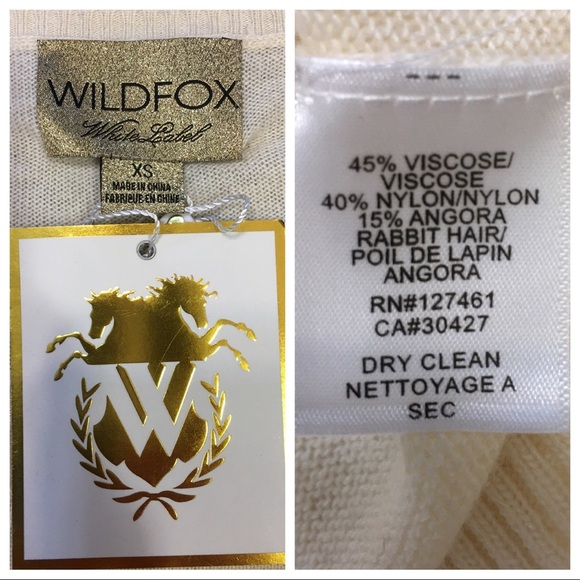 WILDFOX
White Label
XS
MADE IN CHINA
FABRIQUE EN CHINE
W
45% VISCOSE/
VISCOSE
40% NYLON/NYLON
15% ANGORA
RABBIT HAIR/
POIL DE LAPIN
ANGORA
RN#127461
CA#30427
DRY CLEAN
NETTOYAGE A
SEC